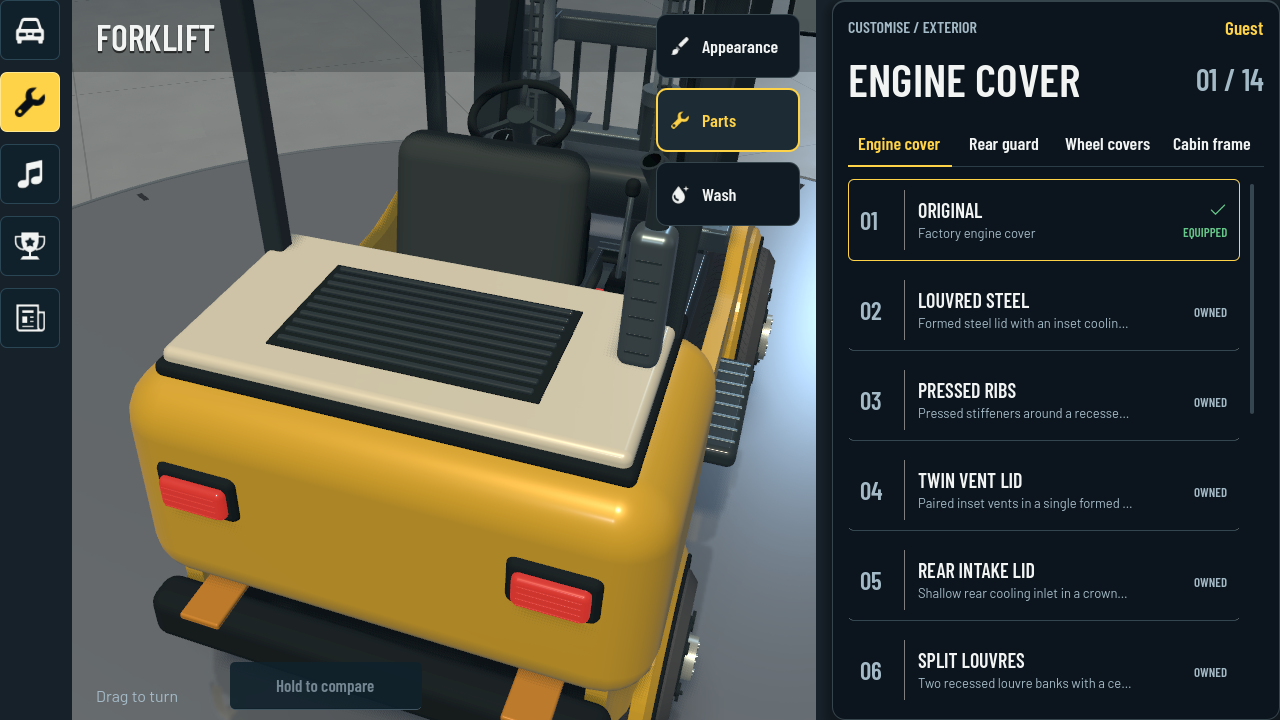 FORKLIFT
Appearance
Parts
Wash
Drag to turn
Hold to compare
CUSTOMISE / EXTERIOR
Guest
ENGINE COVER
01 / 14
Engine cover
Rear guard
Wheel covers
Cabin frame
01
ORIGINAL
Factory engine cover
EQUIPPED
02
LOUVRED STEEL
Formed steel lid with an inset coolin...
OWNED
03
PRESSED RIBS
Pressed stiffeners around a recesse...
OWNED
04
TWIN VENT LID
Paired inset vents in a single formed ...
OWNED
05
REAR INTAKE LID
Shallow rear cooling inlet in a crown...
OWNED
06
SPLIT LOUVRES
Two recessed louvre banks with a ce...
OWNED